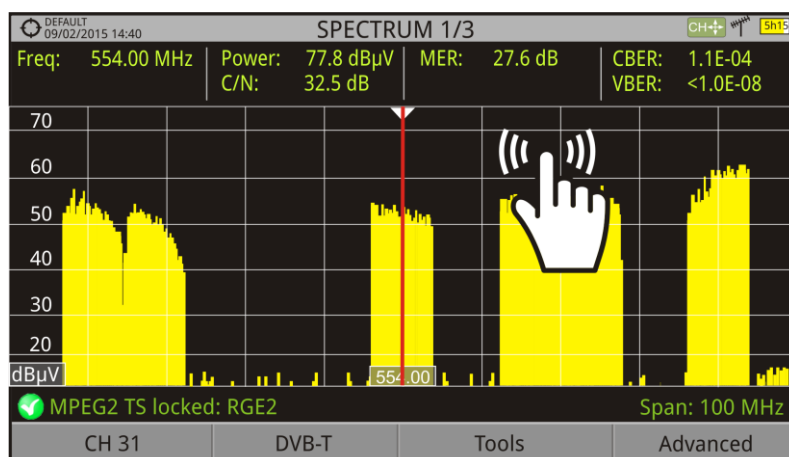 DEFAULT
09/02/2015 14:40
SPECTRUM 1/3
CH
5h15
Freq: 554.00 MHz
Power: 77.8 dBµV
C/N: 32.5 dB
MER: 27.6 dB
CBER: 1.1E-04
VBER: <1.0E-08
70
60
50
40
30
20
dBµV
554.00
MPEG2 TS locked: RGE2
Span: 100 MHz
CH 31
DVB-T
Tools
Advanced